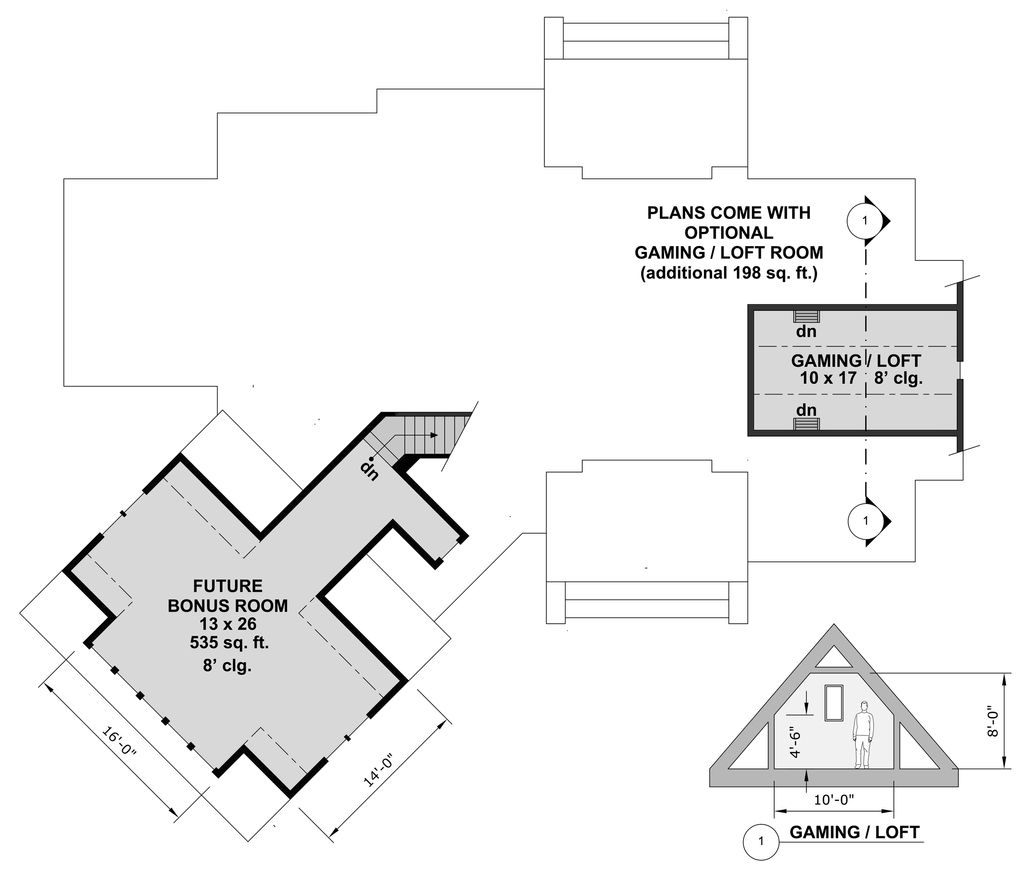 PLANS COME WITH
OPTIONAL
GAMING / LOFT ROOM
(additional 198 sq. ft.)
1
dn
GAMING / LOFT
10 x 17 8’ clg.
dn
1
dn
FUTURE
BONUS ROOM
13 x 26
535 sq. ft.
8’ clg.
16'-0"
14'-0"
4'-6"
8'-0"
10'-0"
1
GAMING / LOFT